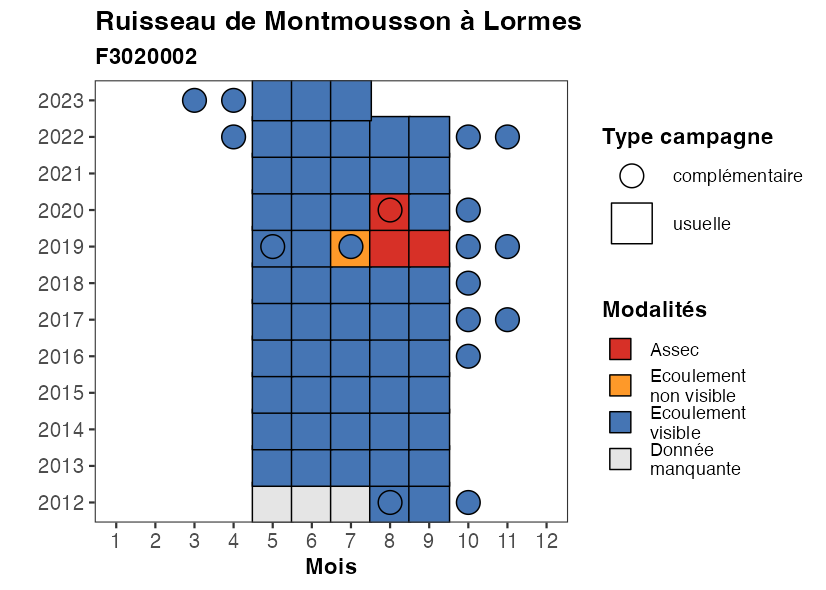 Ruisseau de Montmousson à Lormes
F3020002
2023
2022
2021
2020
2019
2018
2017
2016
2015
2014
2013
2012
1 2 3 4 5 6 7 8 9 10 11 12
Mois
Type campagne
complémentaire
usuelle
Modalités
Assec
Ecoulement
non visible
Ecoulement
visible
Donnée
manquante